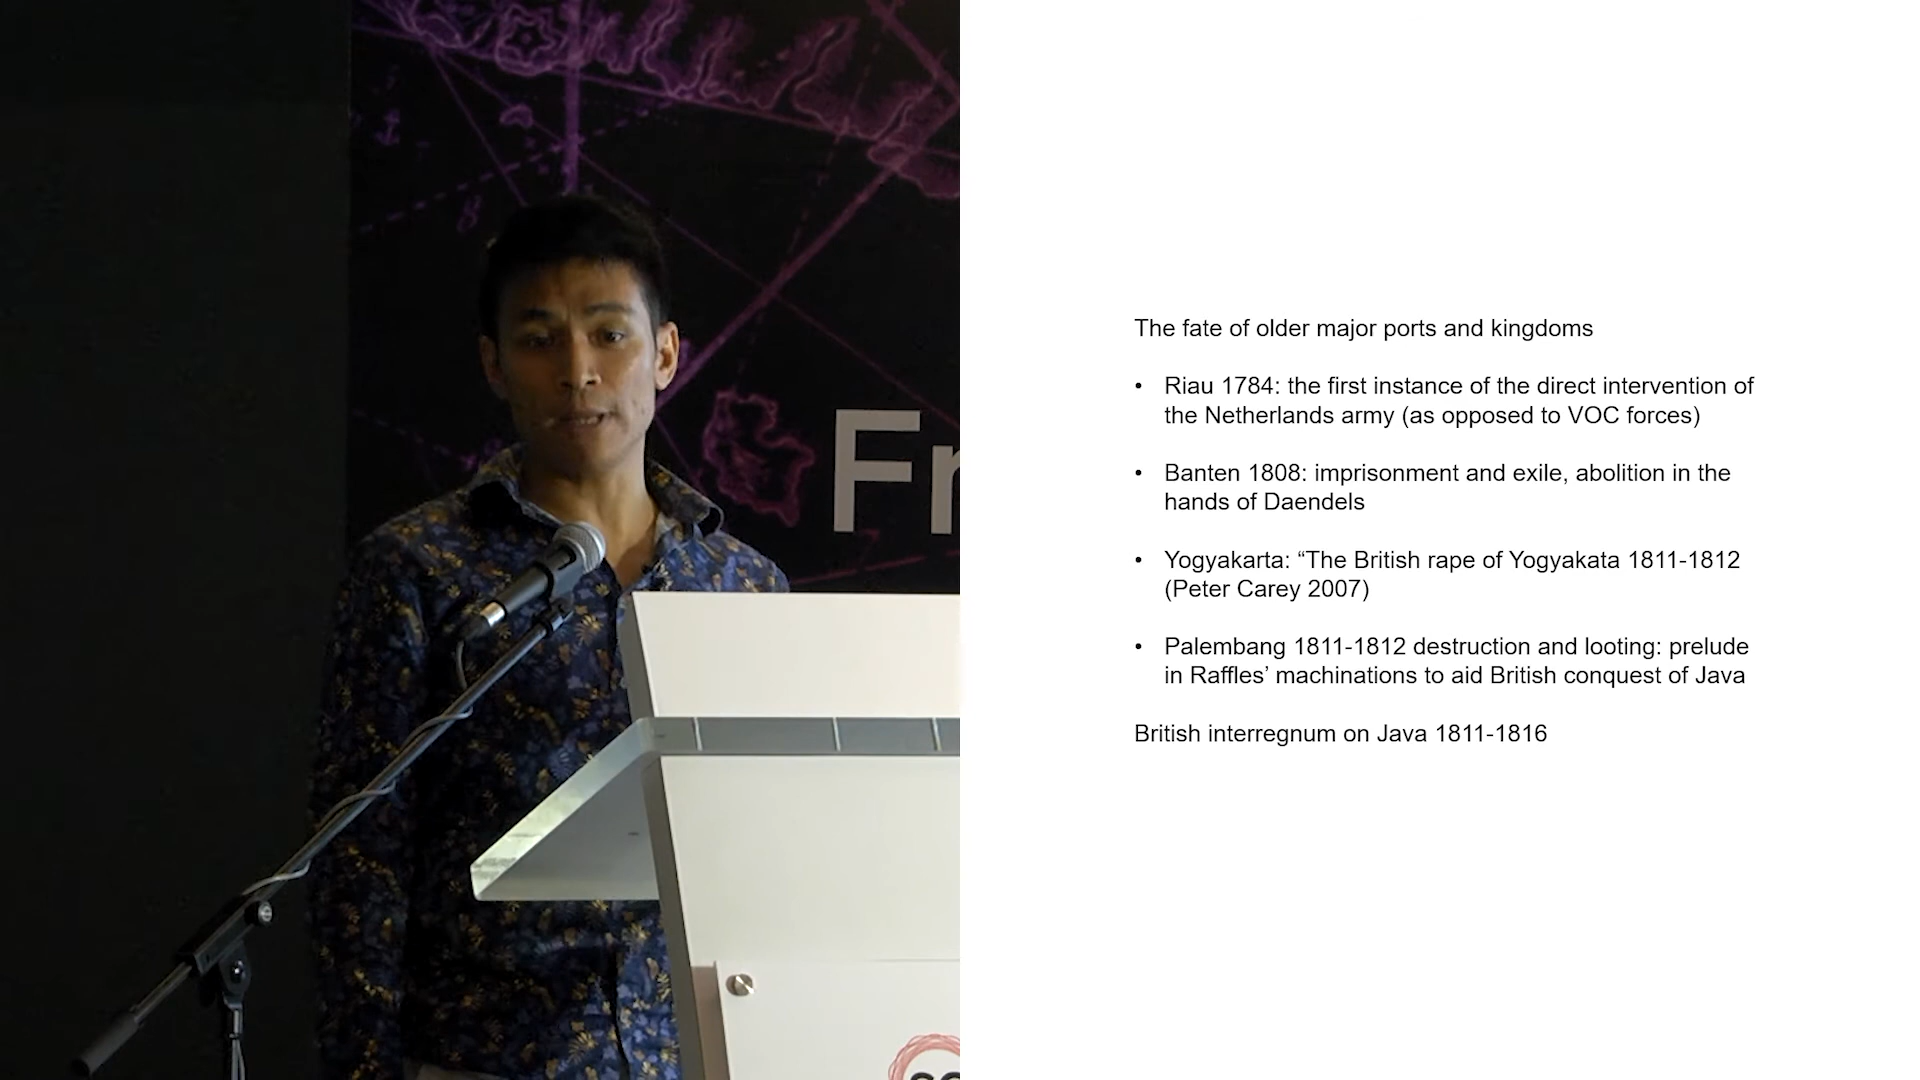 Fr
The fate of older major ports and kingdoms
• Riau 1784: the first instance of the direct intervention of
the Netherlands army (as opposed to VOC forces)
• Banten 1808: imprisonment and exile, abolition in the
hands of Daendels
• Yogyakarta: “The British rape of Yogyakata 1811-1812
(Peter Carey 2007)
• Palembang 1811-1812 destruction and looting: prelude
in Raffles’ machinations to aid British conquest of Java
British interregnum on Java 1811-1816